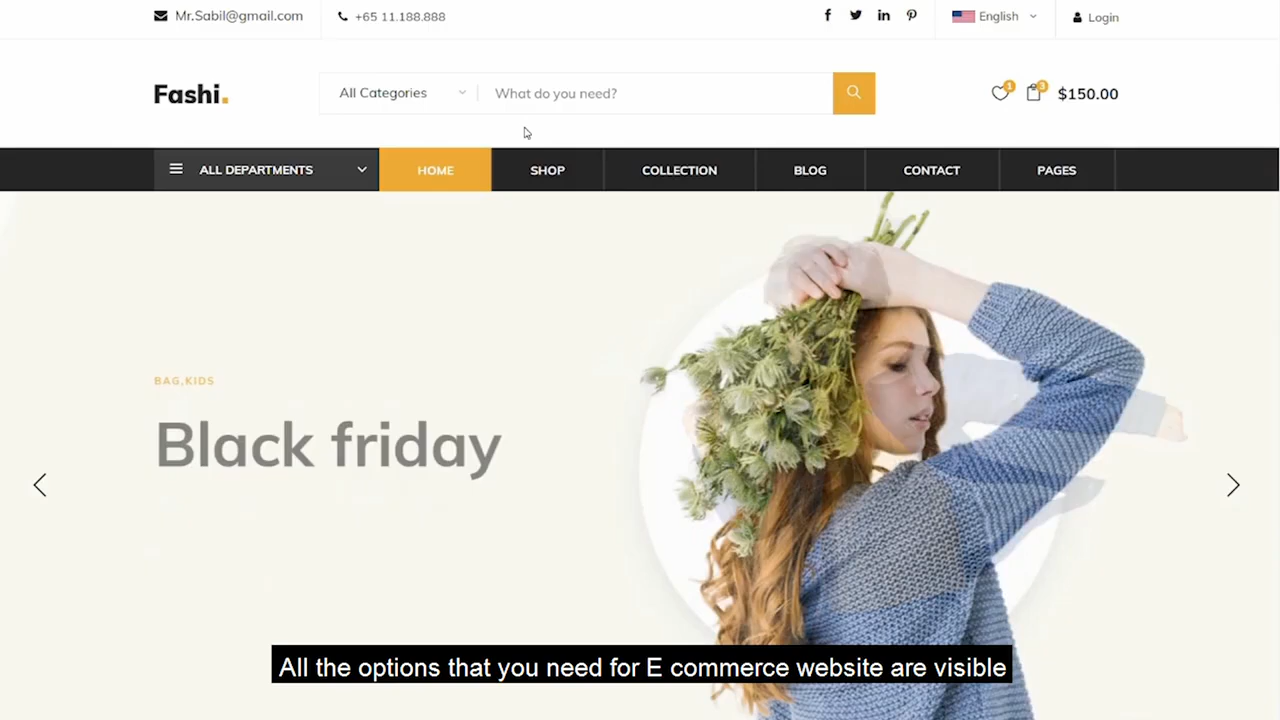 Mr.Sabil@gmail.com
+65 11.188.888
English
Login
Fashi.
All Categories
What do you need?
1
3
$150.00
ALL DEPARTMENTS
HOME
SHOP
COLLECTION
BLOG
CONTACT
PAGES
BAG,KIDS
Black friday
All the options that you need for E commerce website are visible